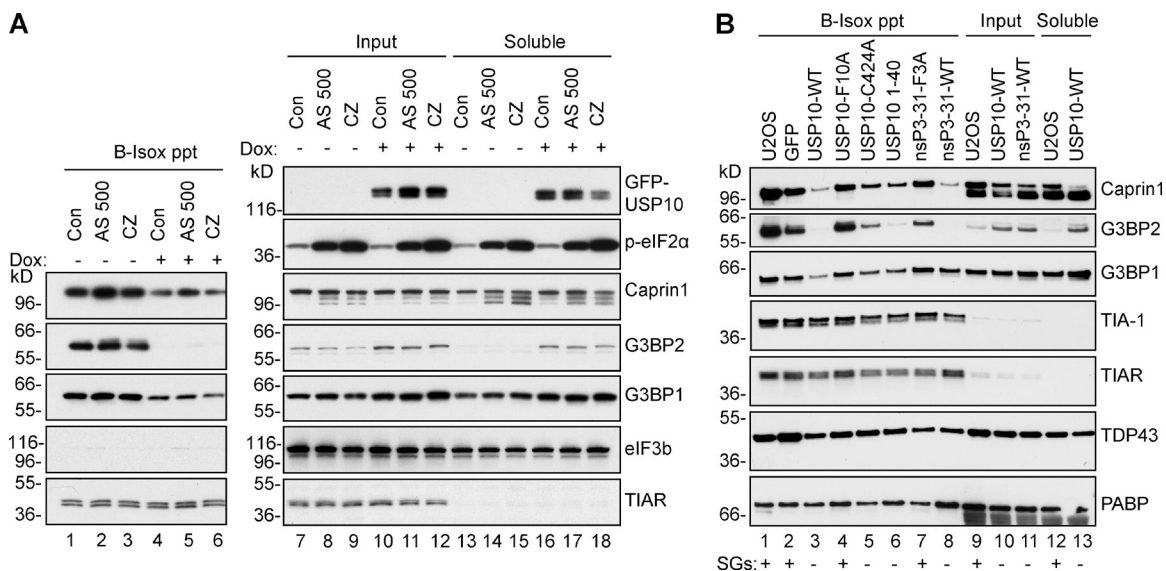 A
B-Isox ppt
Con
AS 500
CZ
Con
AS 500
CZ
Dox: - - - + + +
kD
96-
66-
55-
66-
55-
116-
96-
55-
36-
1 2 3 4 5 6
Input Soluble
Con
AS 500
CZ
Con
AS 500
CZ
Con
AS 500
CZ
Con
AS 500
CZ
Dox: - - - + + + - - - + + +
kD
116-
GFP-
USP10
36-
p-eIF2α
96-
Caprin1
66-
55-
G3BP2
66-
55-
G3BP1
116-
96-
eIF3b
55-
36-
TIAR
7 8 9 10 11 12 13 14 15 16 17 18
B
B-Isox ppt Input Soluble
U2OS
GFP
USP10-WT
USP10-F10A
USP10-C424A
USP10 1-40
nsP3-31-F3A
nsP3-31-WT
U2OS
USP10-WT
nsP3-31-WT
U2OS
USP10-WT
kD
96-
Caprin1
66-
55-
G3BP2
66-
G3BP1
36-
TIA-1
36-
TIAR
55-
36-
TDP43
66-
PABP
1 2 3 4 5 6 7 8 9 10 11 12 13
SGs: + + - + - - + - + - - + -